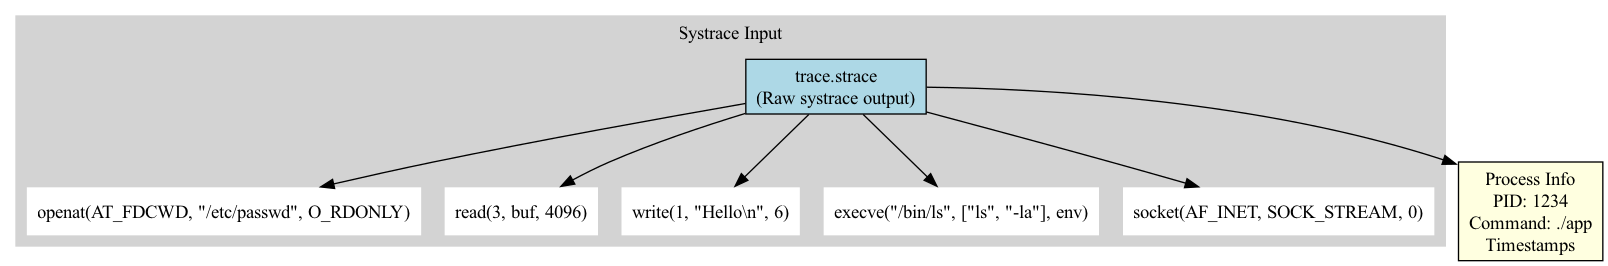 Systrace Input
trace.strace
(Raw systrace output)
openat(AT_FDCWD, "/etc/passwd", O_RDONLY)
read(3, buf, 4096)
write(1, "Hello\n", 6)
execve("/bin/ls", ["ls", "-la"], env)
socket(AF_INET, SOCK_STREAM, 0)
Process Info
PID: 1234
Command: ./app
Timestamps